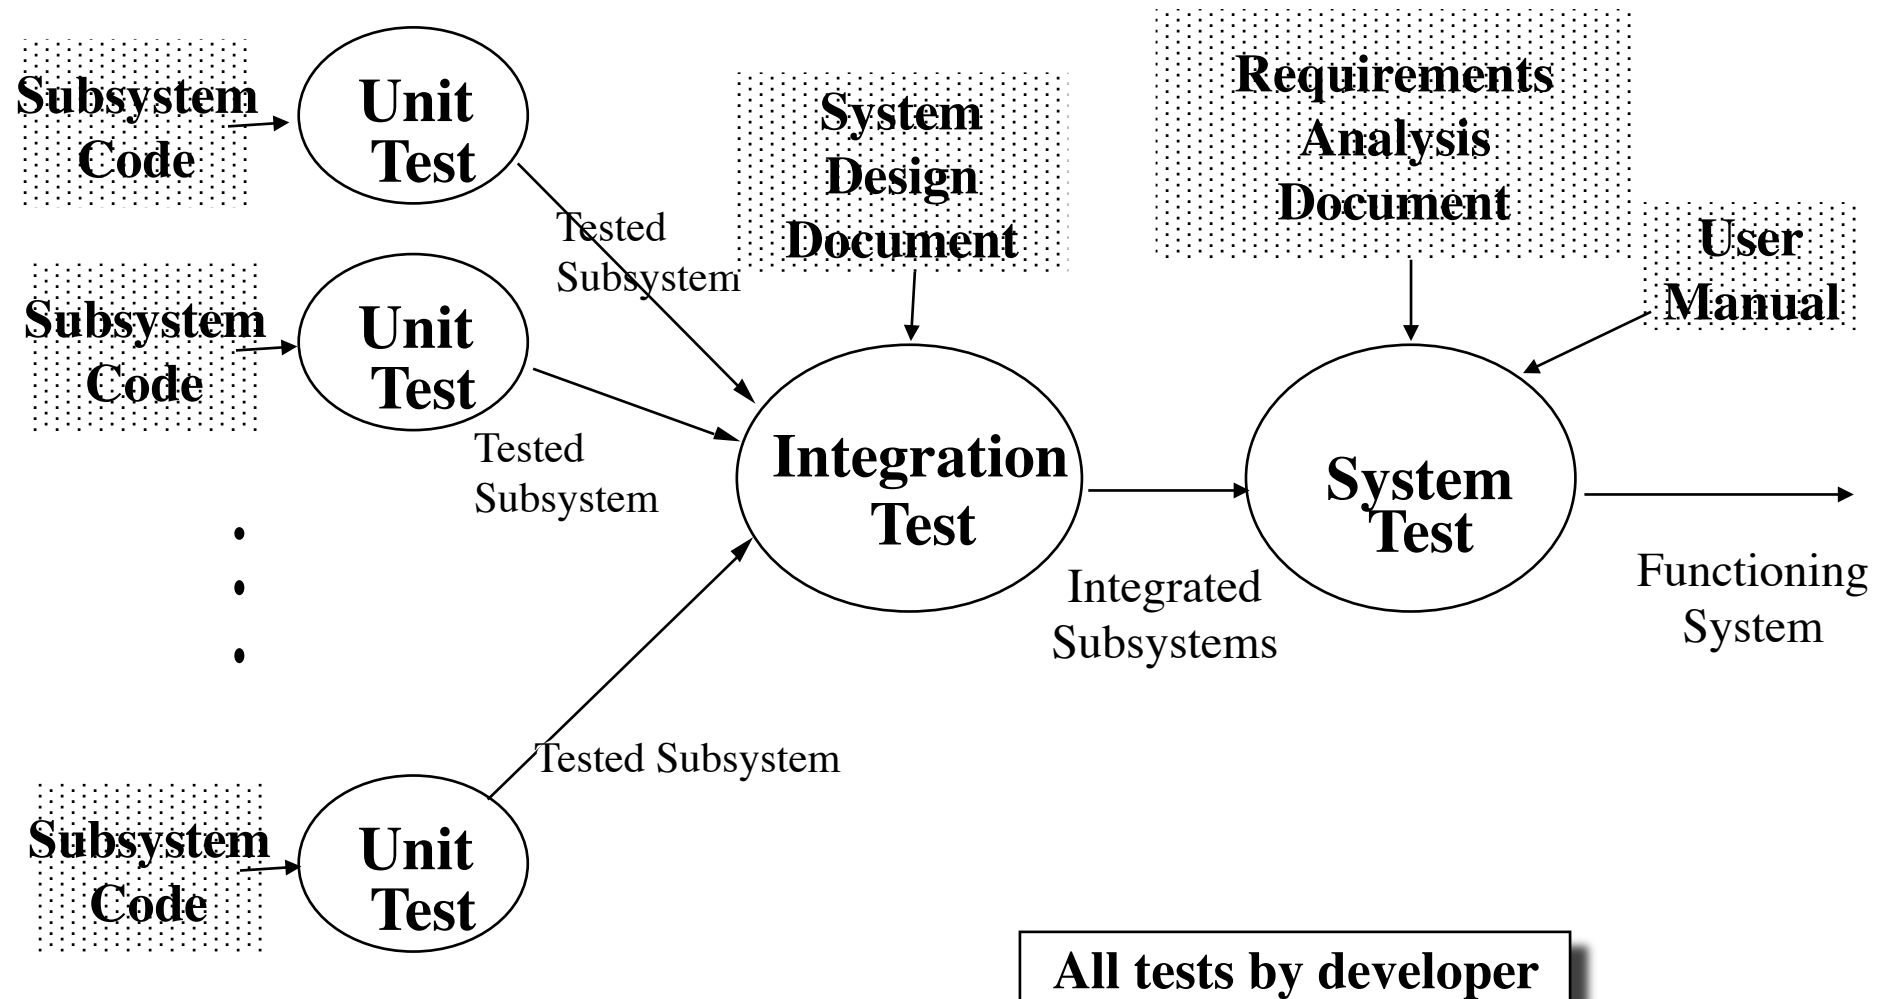 Subsystem
Code
Unit
Test
Tested
Subsystem
System
Design
Document
Requirements
Analysis
Document
User
Manual
Subsystem
Code
Unit
Test
Tested
Subsystem
Integration
Test
Integrated
Subsystems
System
Test
Functioning
System
Tested Subsystem
Subsystem
Code
Unit
Test
All tests by developer